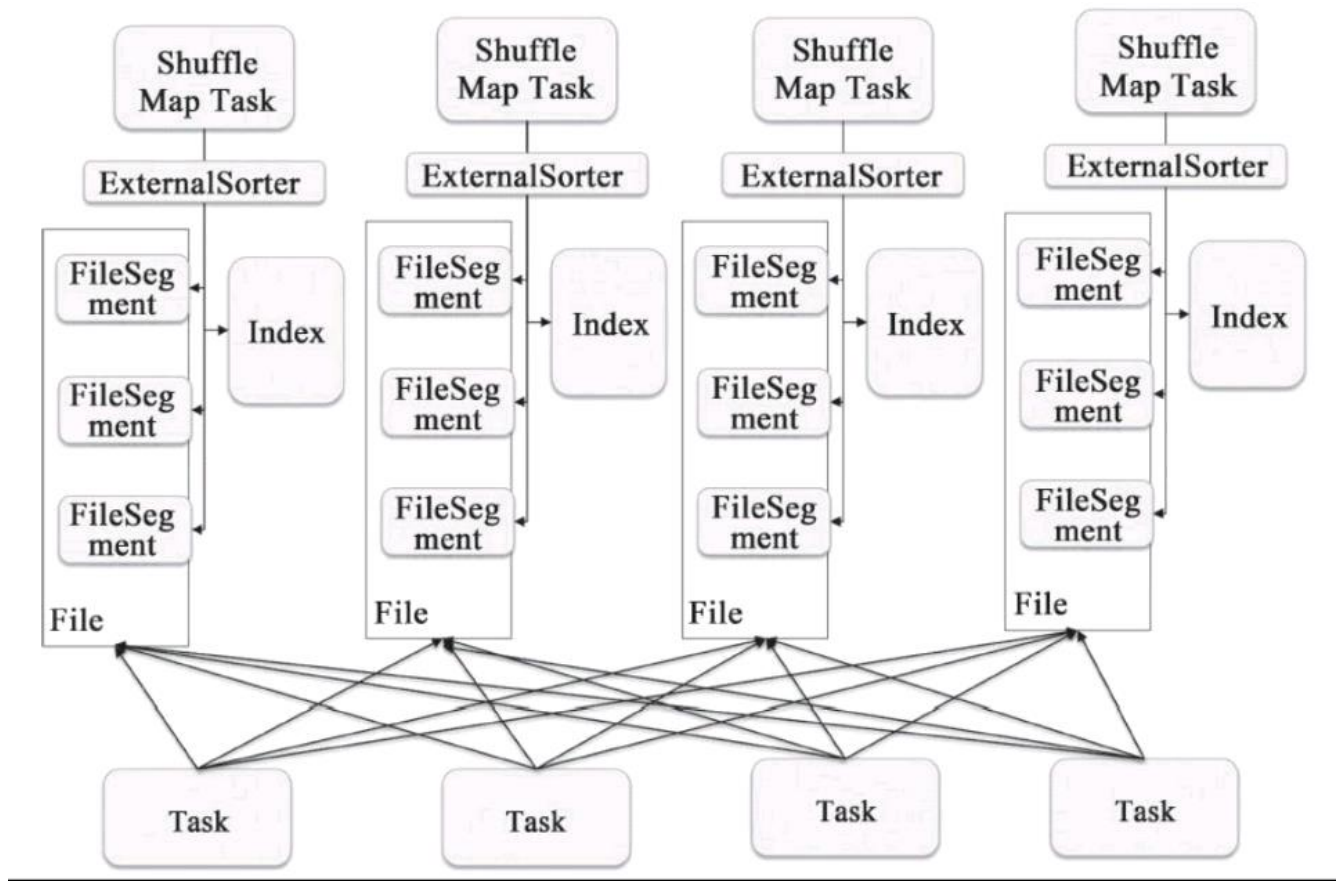 Shuffle
Map Task
Shuffle
Map Task
Shuffle
Map Task
Shuffle
Map Task
ExternalSorter
ExternalSorter
ExternalSorter
ExternalSorter
FileSeg
ment
FileSeg
ment
FileSeg
ment
Index
File
FileSeg
ment
FileSeg
ment
FileSeg
ment
Index
File
FileSeg
ment
FileSeg
ment
FileSeg
ment
Index
File
FileSeg
ment
FileSeg
ment
FileSeg
ment
Index
File
Task
Task
Task
Task